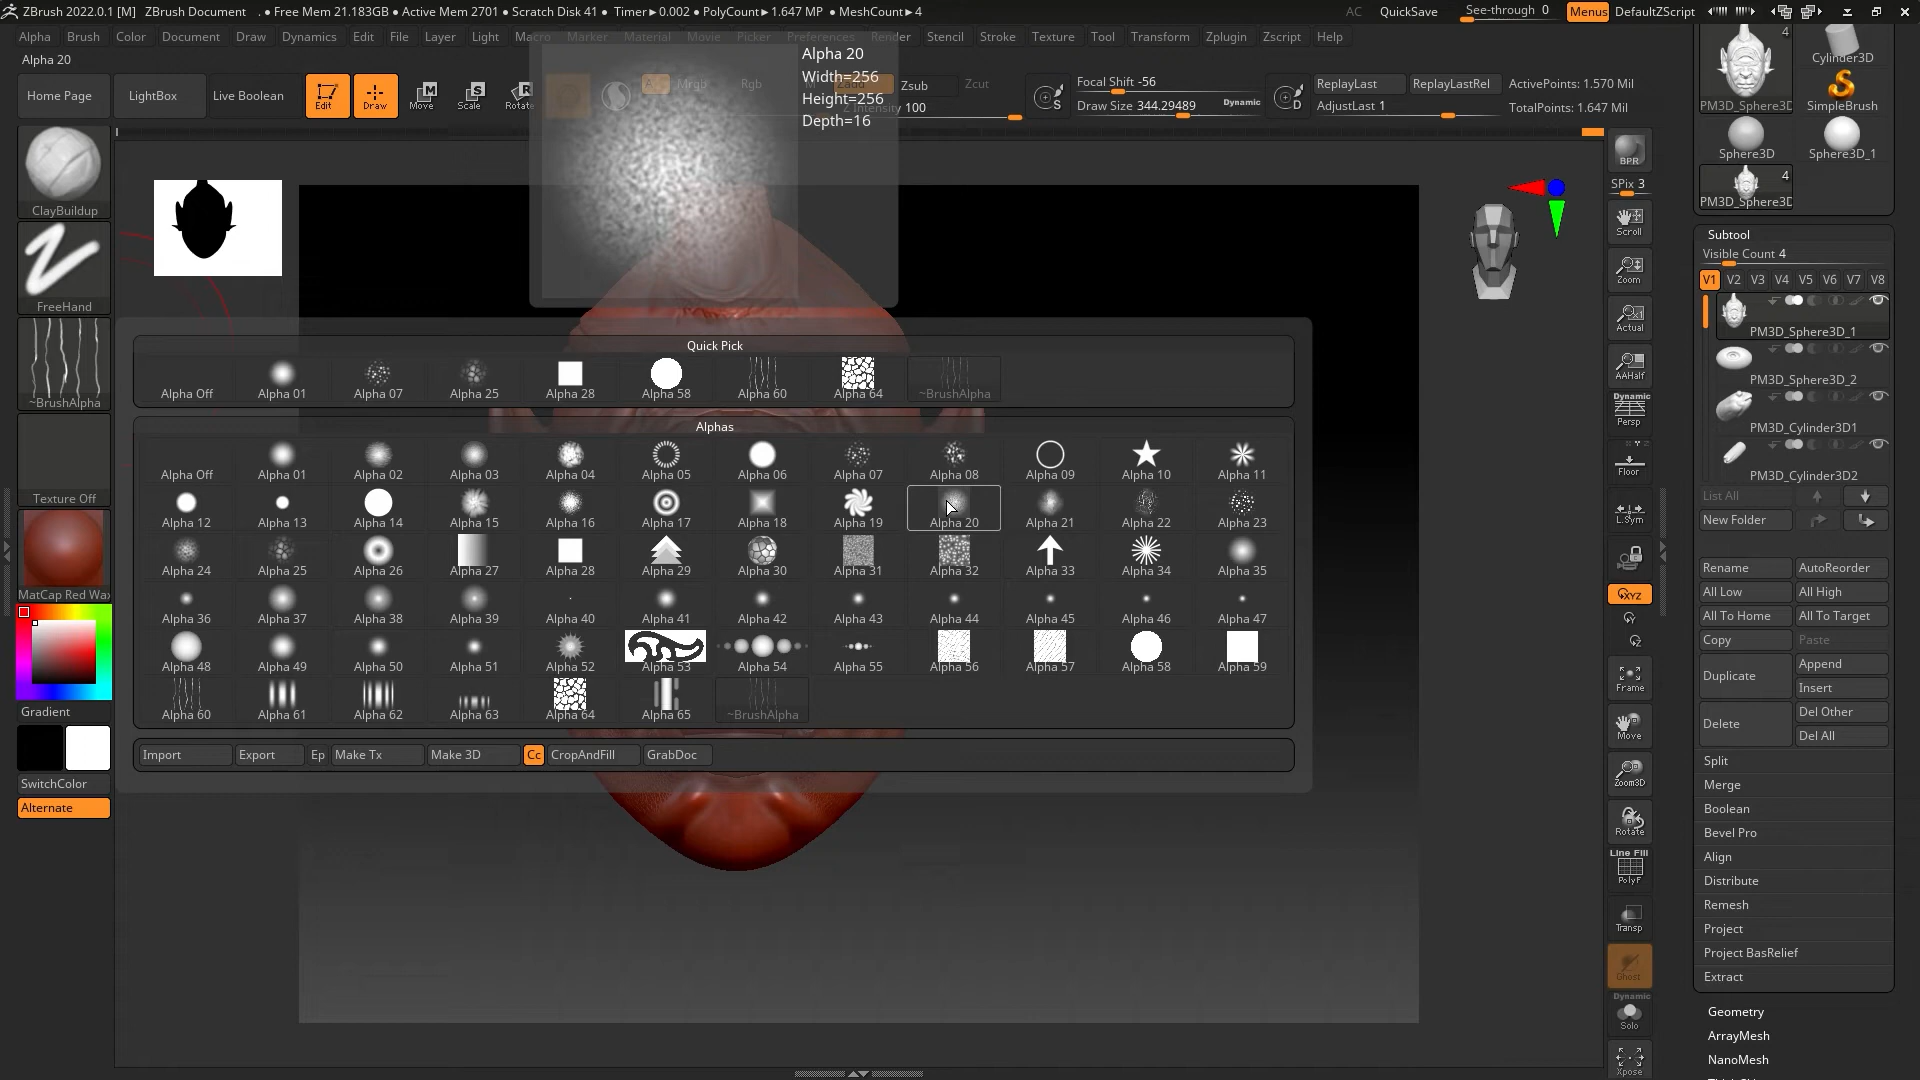 ZBrush 2022.0.1 [M] ZBrush Document . • Free Mem 21.183GB • Active Mem 2701 • Scratch Disk 41 • Timer►0.002 • PolyCount►1.647 MP • MeshCount►4
AC QuickSave See-through 0 Menus DefaultZScript
Alpha Brush Color Document Draw Dynamics Edit File Layer Light Macro Marker Material Movie Picker Preferences Render Stencil Stroke Texture Tool Transform Zplugin Zscript Help
Alpha 20
Home Page LightBox Live Boolean Edit Draw Move Scale Rotate
Mrgb Rgb M Zadd Zsub Zcut
Z Intensity 100
Alpha 20
Width=256
Height=256
Depth=16
S Focal Shift -56
Draw Size 344.29489 Dynamic
D ReplayLast ReplayLastRel
AdjustLast 1
ActivePoints: 1.570 Mil
TotalPoints: 1.647 Mil
ClayBuildup
FreeHand
~BrushAlpha
Texture Off
MatCap Red Wax
Gradient
SwitchColor
Alternate
Quick Pick
Alpha Off Alpha 01 Alpha 07 Alpha 25 Alpha 28 Alpha 58 Alpha 60 Alpha 64 ~BrushAlpha
Alphas
Alpha Off Alpha 01 Alpha 02 Alpha 03 Alpha 04 Alpha 05 Alpha 06 Alpha 07 Alpha 08 Alpha 09 Alpha 10 Alpha 11
Alpha 12 Alpha 13 Alpha 14 Alpha 15 Alpha 16 Alpha 17 Alpha 18 Alpha 19 Alpha 20 Alpha 21 Alpha 22 Alpha 23
Alpha 24 Alpha 25 Alpha 26 Alpha 27 Alpha 28 Alpha 29 Alpha 30 Alpha 31 Alpha 32 Alpha 33 Alpha 34 Alpha 35
Alpha 36 Alpha 37 Alpha 38 Alpha 39 Alpha 40 Alpha 41 Alpha 42 Alpha 43 Alpha 44 Alpha 45 Alpha 46 Alpha 47
Alpha 48 Alpha 49 Alpha 50 Alpha 51 Alpha 52 Alpha 53 Alpha 54 Alpha 55 Alpha 56 Alpha 57 Alpha 58 Alpha 59
Alpha 60 Alpha 61 Alpha 62 Alpha 63 Alpha 64 Alpha 65 ~BrushAlpha
Import Export Ep Make Tx Make 3D Cc CropAndFill GrabDoc
BPR
SPix 3
Scroll
Zoom
Actual
AAHalf
Dynamic
Persp
Floor
L.Sym
XYZ
Frame
Move
Zoom3D
Rotate
Line Fill
PolyF
Transp
Ghost
Dynamic
Solo
Xpose
4
PM3D_Sphere3D Cylinder3D
SimpleBrush
Sphere3D Sphere3D_1
4
PM3D_Sphere3D
Subtool
Visible Count 4
V1 V2 V3 V4 V5 V6 V7 V8
PM3D_Sphere3D_1
PM3D_Sphere3D_2
PM3D_Cylinder3D1
PM3D_Cylinder3D2
List All
New Folder
Rename AutoReorder
All Low All High
All To Home All To Target
Copy Paste
Duplicate Append
Insert
Delete Del Other
Del All
Split
Merge
Boolean
Bevel Pro
Align
Distribute
Remesh
Project
Project BasRelief
Extract
Geometry
ArrayMesh
NanoMesh